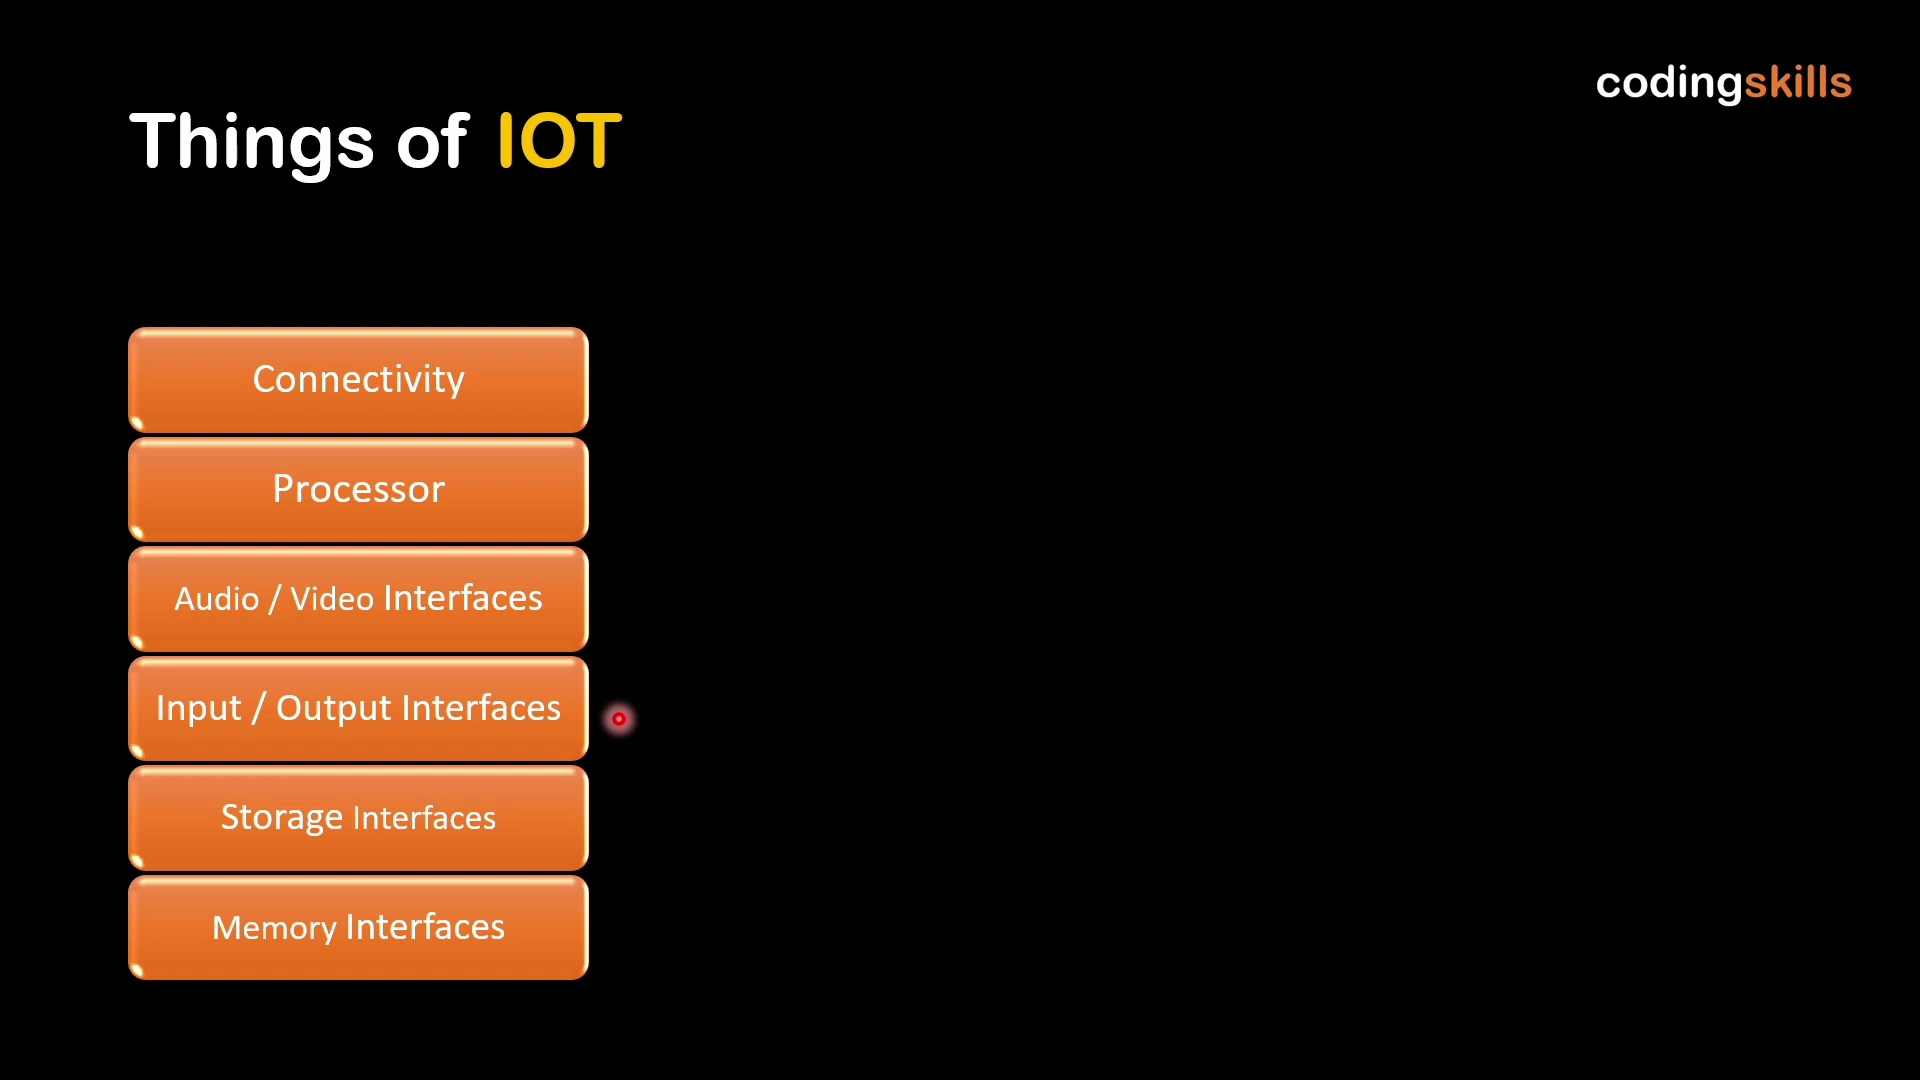 codingskills
Things of IOT
Connectivity
Processor
Audio / Video Interfaces
Input / Output Interfaces
Storage Interfaces
Memory Interfaces